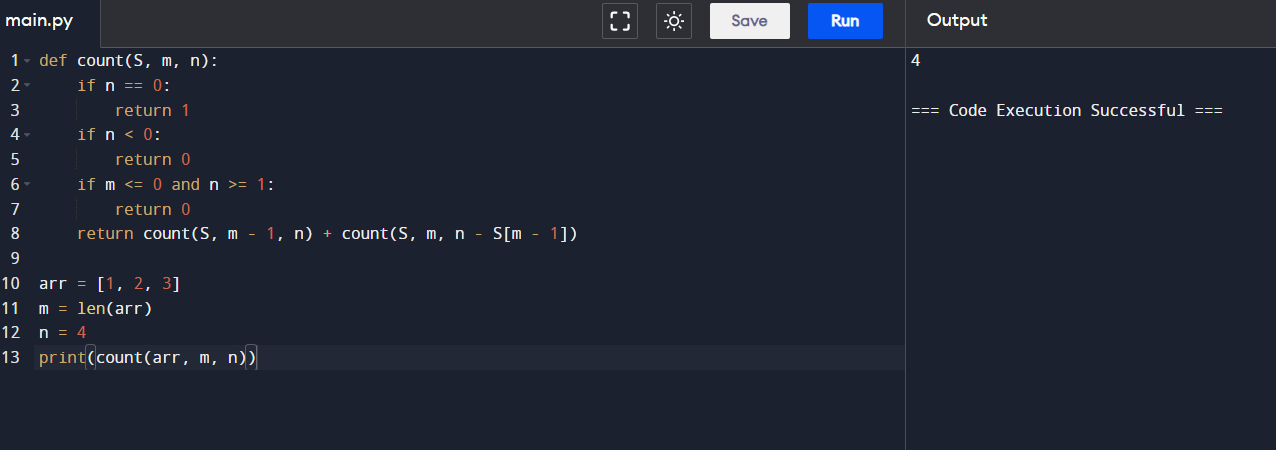 main.py Save Run Output
1 def count(S, m, n):
2     if n == 0:
3         return 1
4     if n < 0:
5         return 0
6     if m <= 0 and n >= 1:
7         return 0
8     return count(S, m - 1, n) + count(S, m, n - S[m - 1])
9
10 arr = [1, 2, 3]
11 m = len(arr)
12 n = 4
13 print(count(arr, m, n))
4
=== Code Execution Successful ===